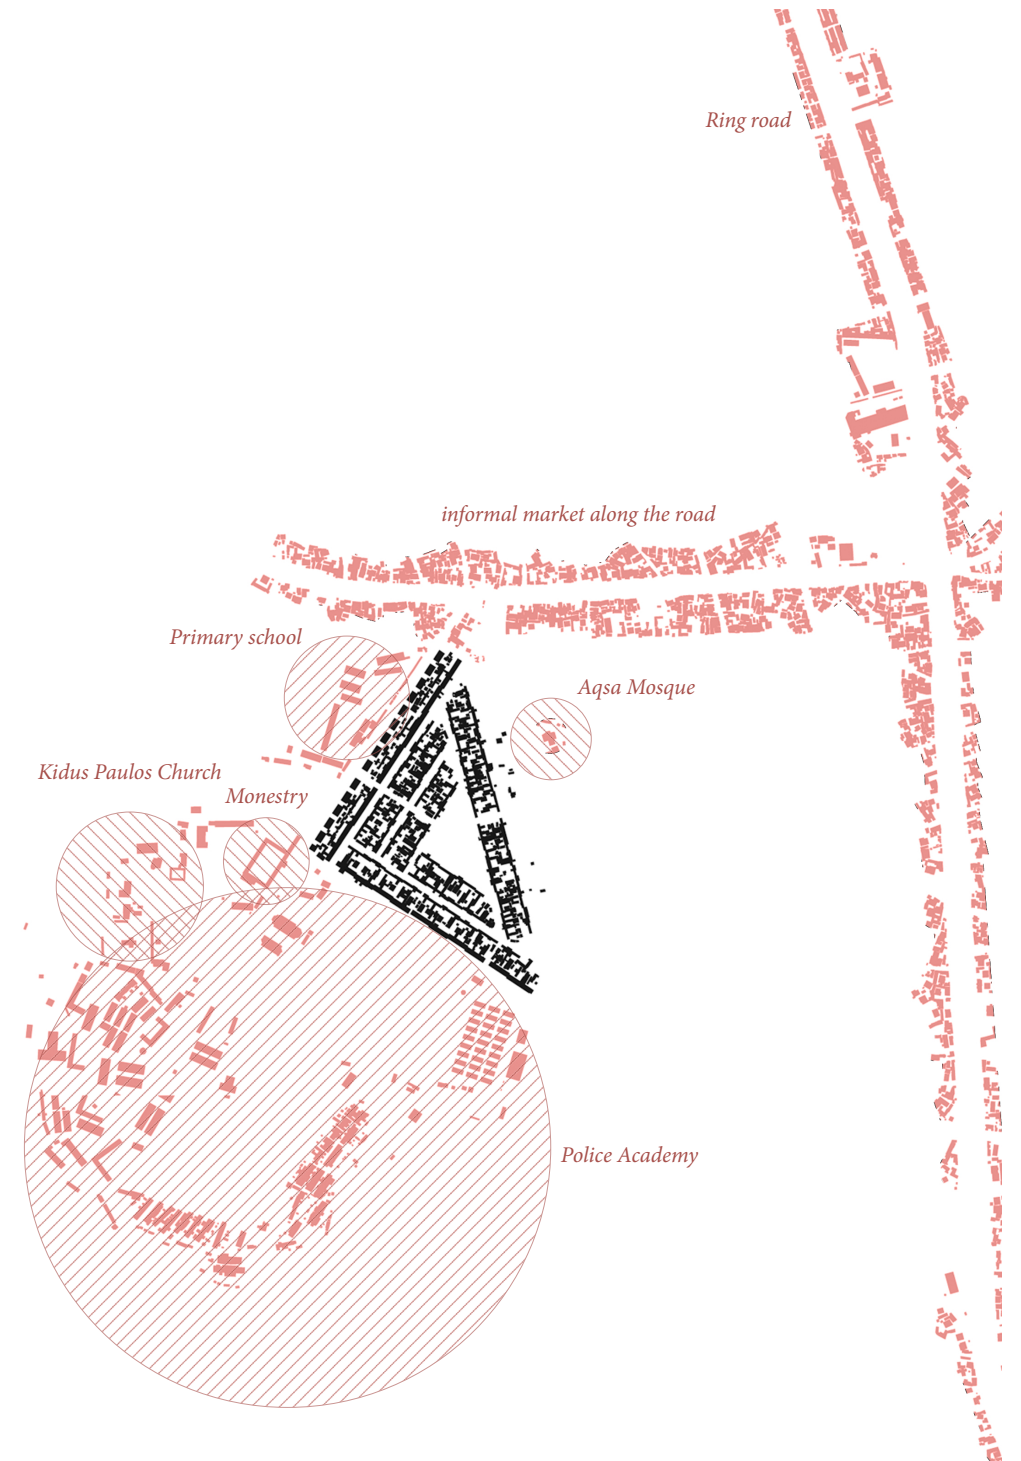 Ring road
informal market along the road
Primary school
Aqsa Mosque
Kidus Paulos Church
Monestry
Police Academy